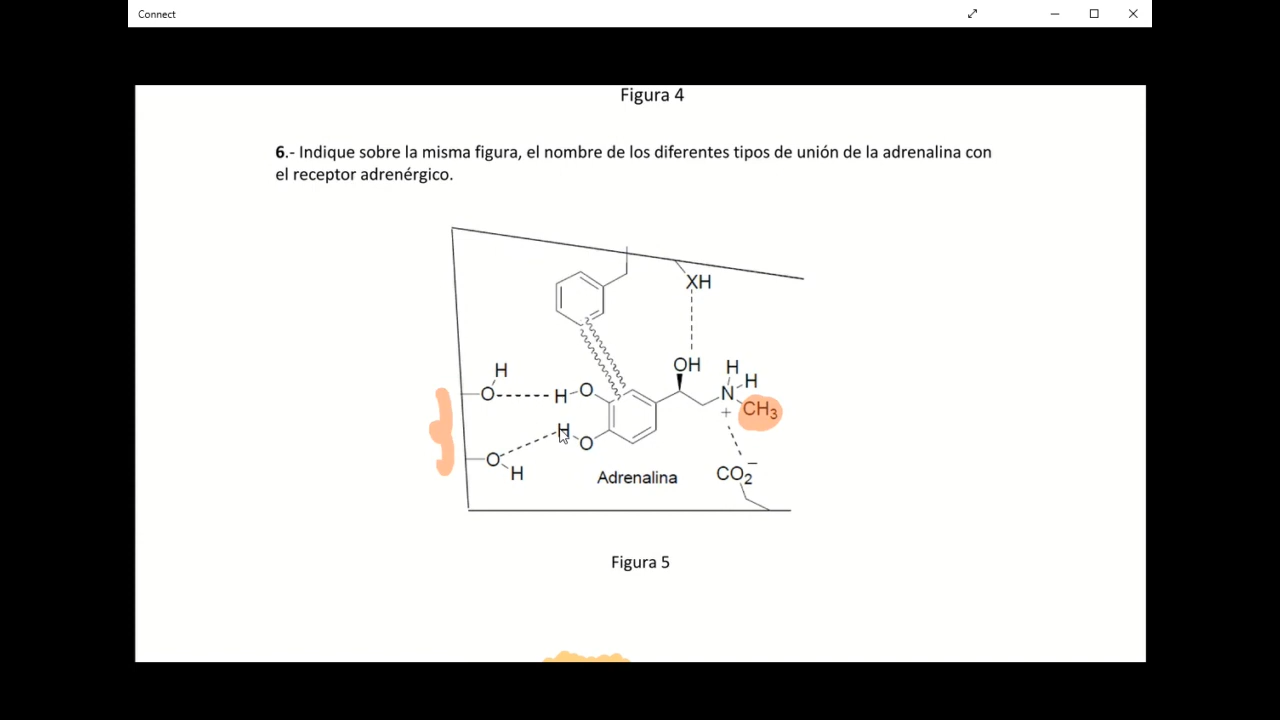 Connect
Figura 4
6.- Indique sobre la misma figura, el nombre de los diferentes tipos de unión de la adrenalina con
el receptor adrenérgico.
XH
OH
H
H
N
+
CH₃
H
O
H
O
H
O
O
H
Adrenalina
CO₂⁻
Figura 5